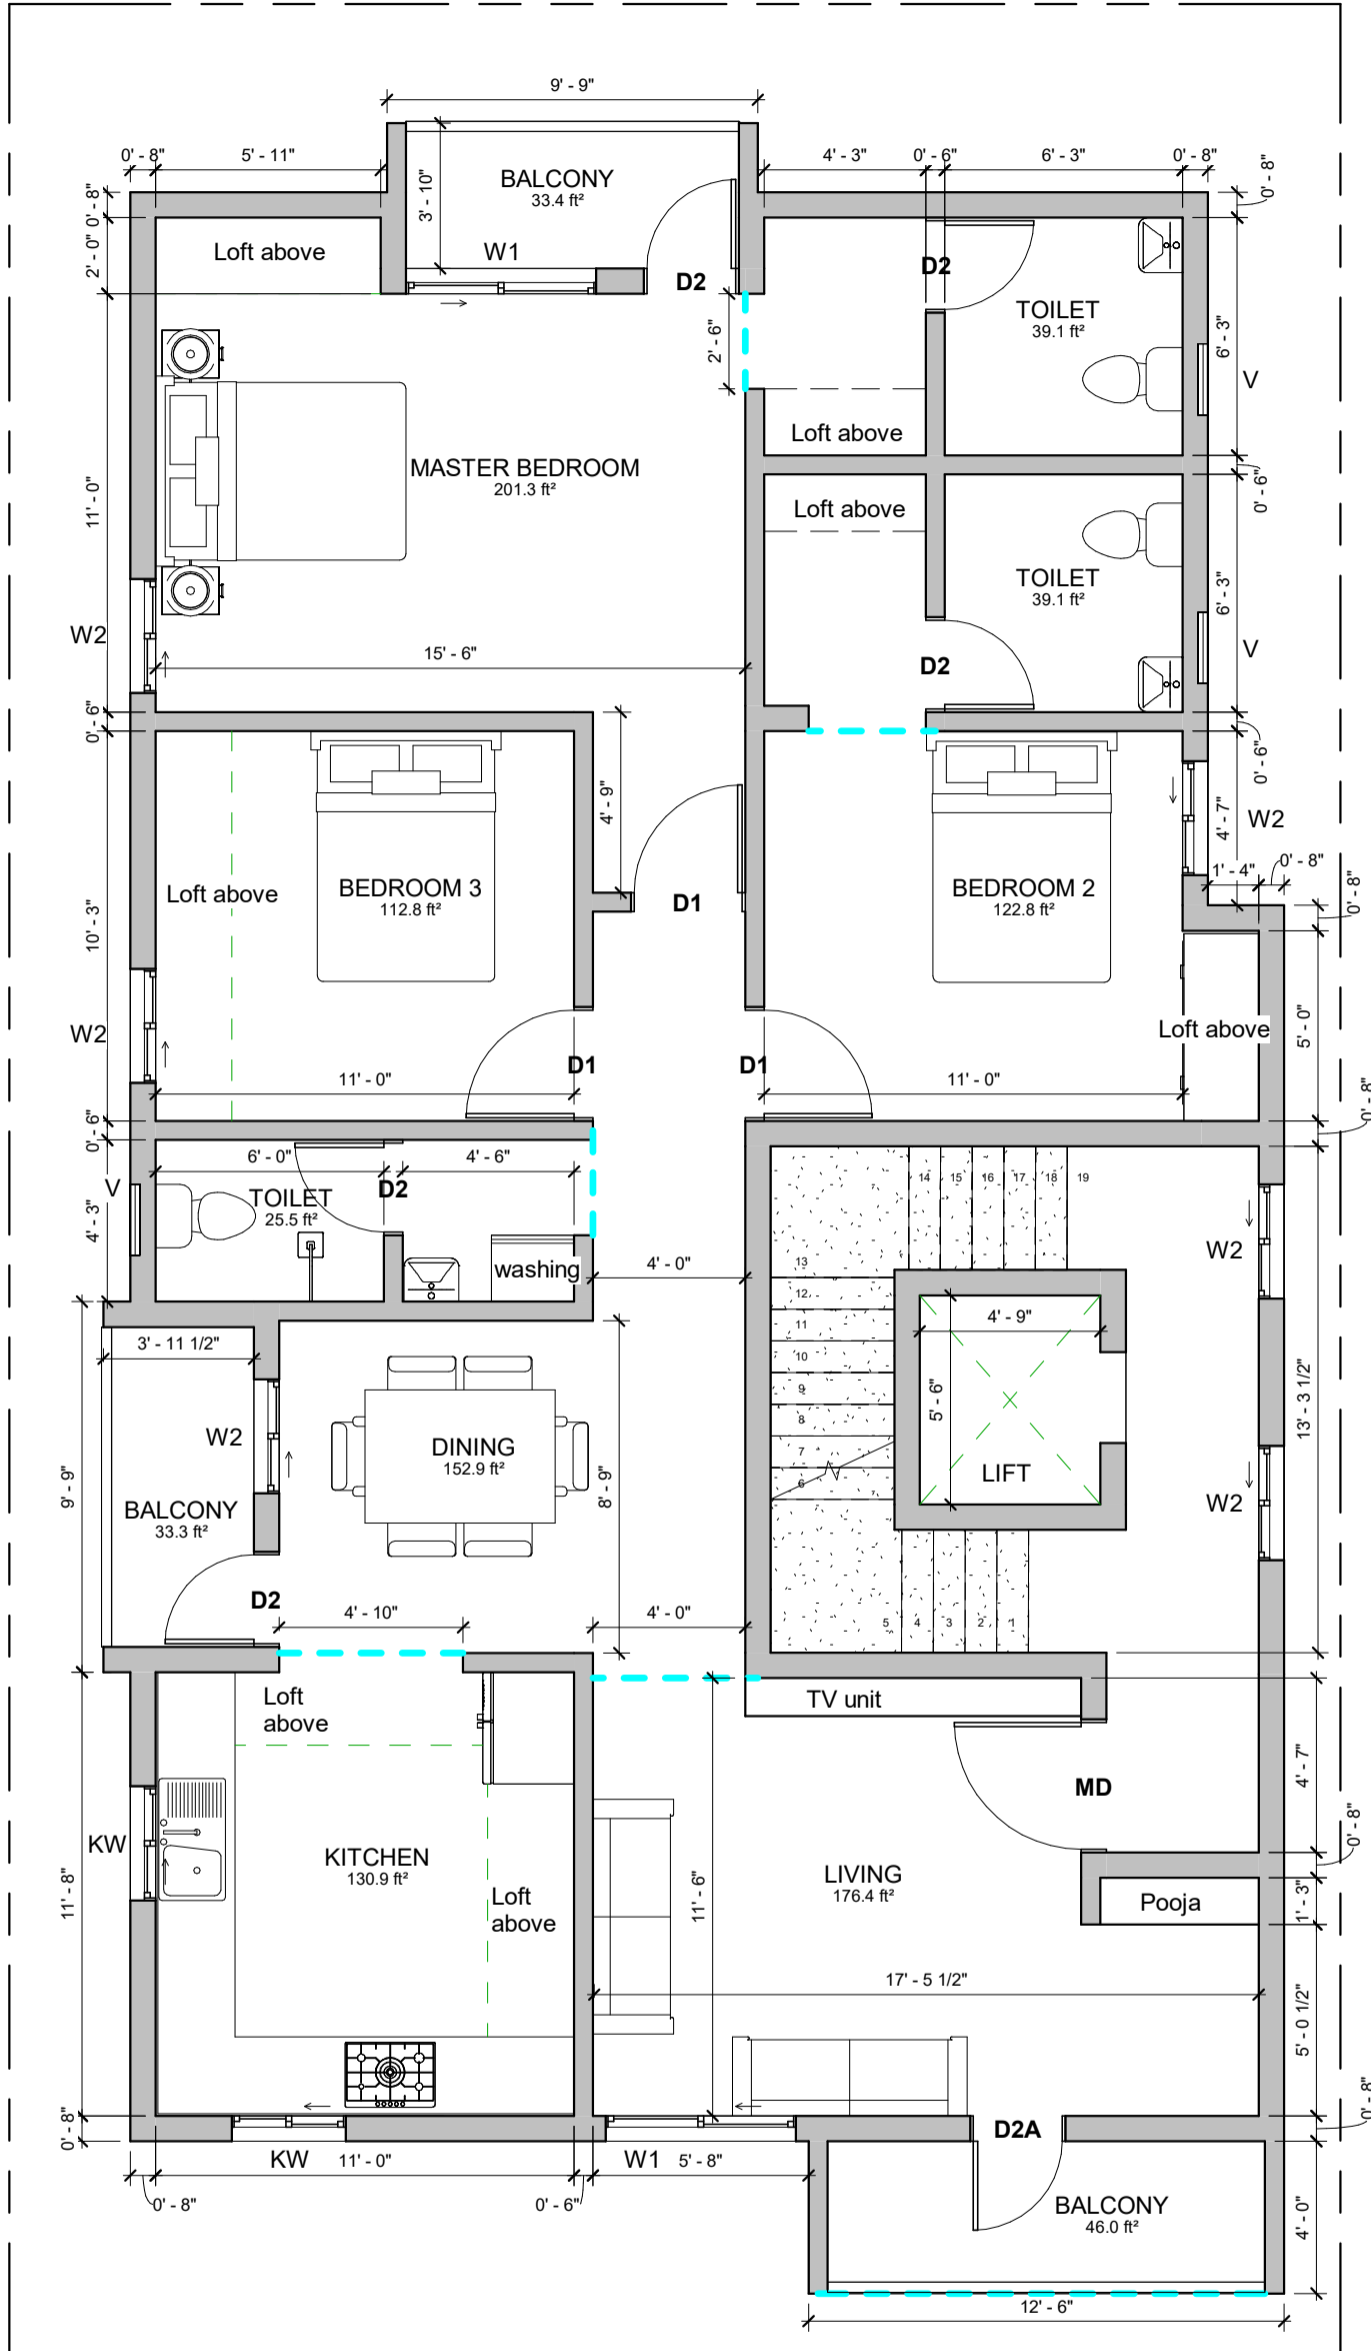 9' - 9"
0' - 8"
5' - 11"
4' - 3"
0' - 6"
6' - 3"
0' - 8"
0' - 8"
3' - 10"
BALCONY
33.4 ft²
0' - 8"
2' - 0"
Loft above
W1
D2
D2
TOILET
39.1 ft²
6' - 3"
V
2' - 6"
Loft above
MASTER BEDROOM
201.3 ft²
11' - 0"
0' - 6"
Loft above
TOILET
39.1 ft²
6' - 3"
V
W2
15' - 6"
D2
0' - 6"
0' - 6"
4' - 9"
4' - 7"
W2
1' - 4"
0' - 8"
0' - 8"
Loft above
BEDROOM 3
112.8 ft²
D1
BEDROOM 2
122.8 ft²
10' - 3"
W2
Loft above
5' - 0"
D1
D1
11' - 0"
11' - 0"
0' - 8"
0' - 6"
6' - 0"
4' - 6"
V
TOILET
25.5 ft²
D2
4' - 3"
14
15
16
17
18
19
W2
washing
4' - 0"
13
12
11
10
9
8
7
6
4' - 9"
5' - 6"
LIFT
3' - 11 1/2"
W2
DINING
152.9 ft²
8' - 9"
9' - 9"
BALCONY
33.3 ft²
13' - 3 1/2"
W2
D2
4' - 10"
4' - 0"
5
4
3
2
1
Loft
above
TV unit
MD
4' - 7"
0' - 8"
KW
KITCHEN
130.9 ft²
Loft
above
11' - 8"
11' - 6"
LIVING
176.4 ft²
Pooja
1' - 3"
17' - 5 1/2"
5' - 0 1/2"
0' - 8"
0' - 8"
D2A
KW
11' - 0"
W1
5' - 8"
0' - 8"
0' - 6"
BALCONY
46.0 ft²
4' - 0"
12' - 6"